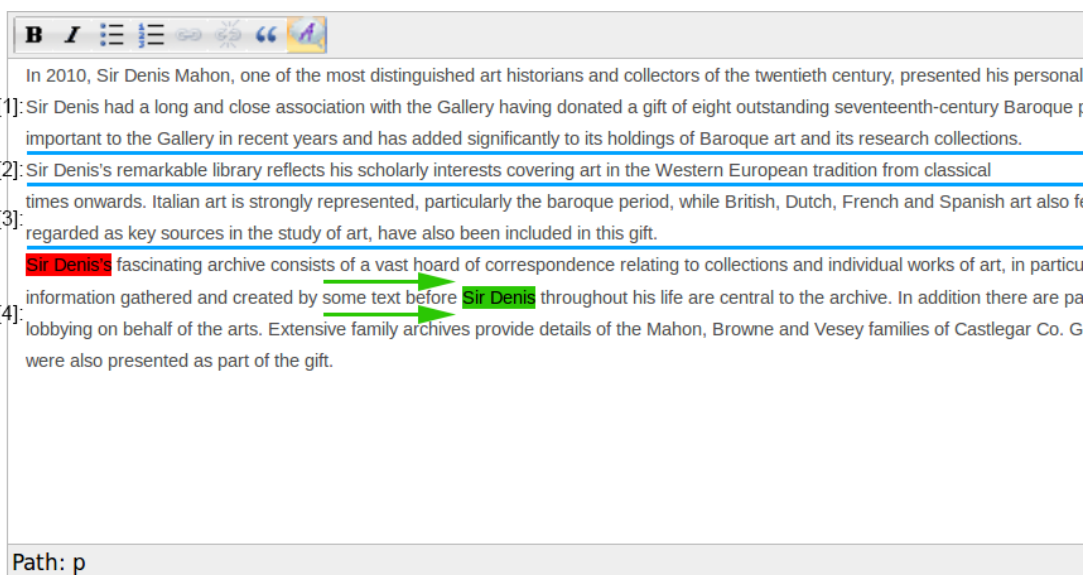 B I
In 2010, Sir Denis Mahon, one of the most distinguished art historians and collectors of the twentieth century, presented his personal
1]: Sir Denis had a long and close association with the Gallery having donated a gift of eight outstanding seventeenth-century Baroque
important to the Gallery in recent years and has added significantly to its holdings of Baroque art and its research collections.
2]: Sir Denis's remarkable library reflects his scholarly interests covering art in the Western European tradition from classical
times onwards. Italian art is strongly represented, particularly the baroque period, while British, Dutch, French and Spanish art also
3]:
regarded as key sources in the study of art, have also been included in this gift.
Sir Denis's fascinating archive consists of a vast hoard of correspondence relating to collections and individual works of art, in
information gathered and created by some text before Sir Denis throughout his life are central to the archive. In addition there are
4]:
lobbying on behalf of the arts. Extensive family archives provide details of the Mahon, Browne and Vesey families of Castlegar Co.
were also presented as part of the gift.
Path: p